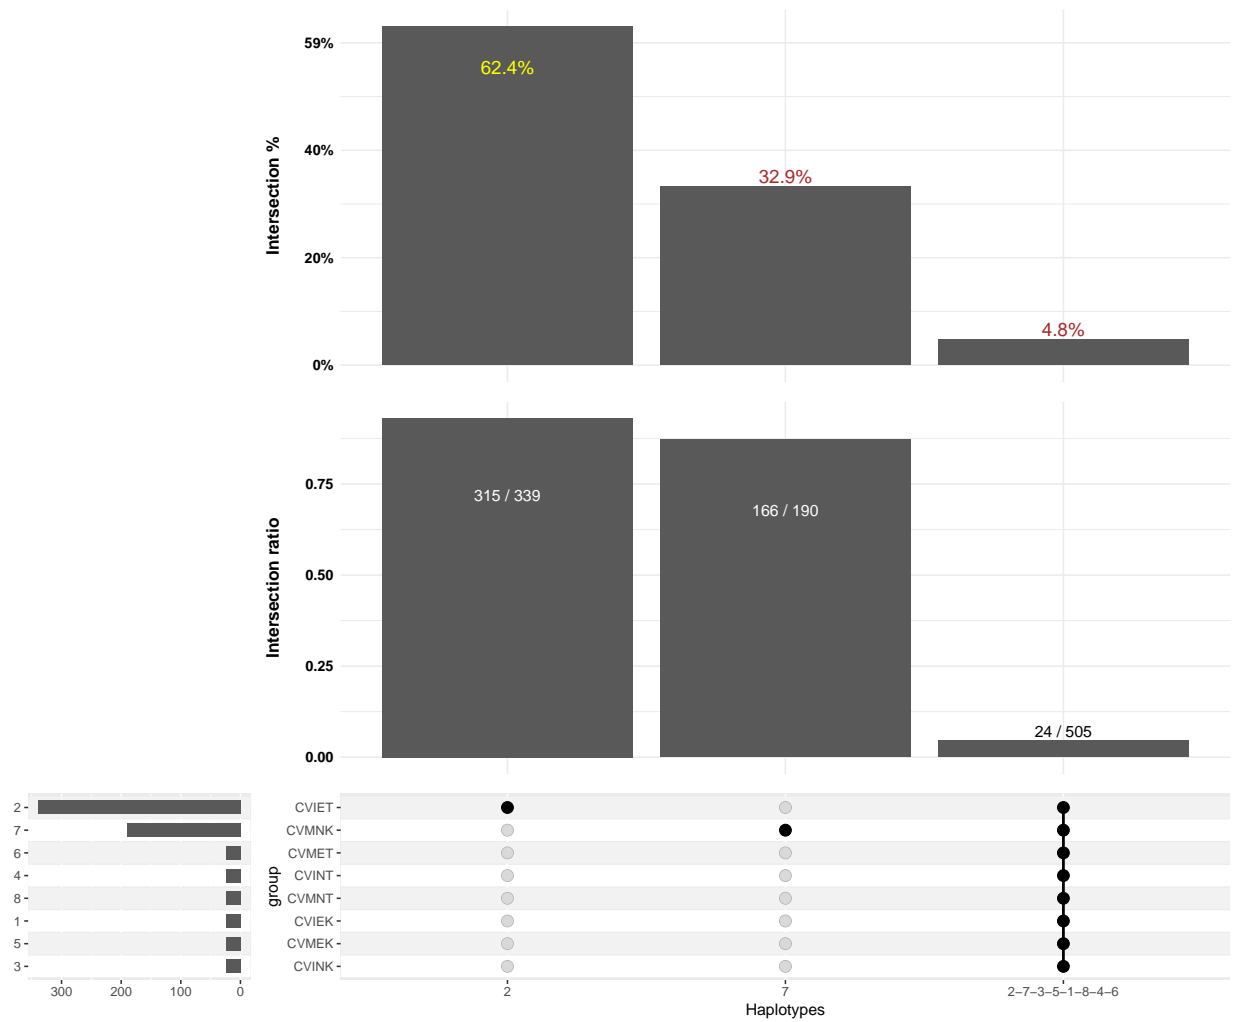 Intersection %
59%
40%
20%
0%
62.4%
32.9%
4.8%
Intersection ratio
0.75
0.50
0.25
0.00
315 / 339
166 / 190
24 / 505
2
7
6
4
8
1
5
3
300 200 100 0
group
CVIET
CVMNK
CVMET
CVINT
CVMNT
CVIEK
CVMEK
CVINK
2 7 2−7−3−5−1−8−4−6
Haplotypes